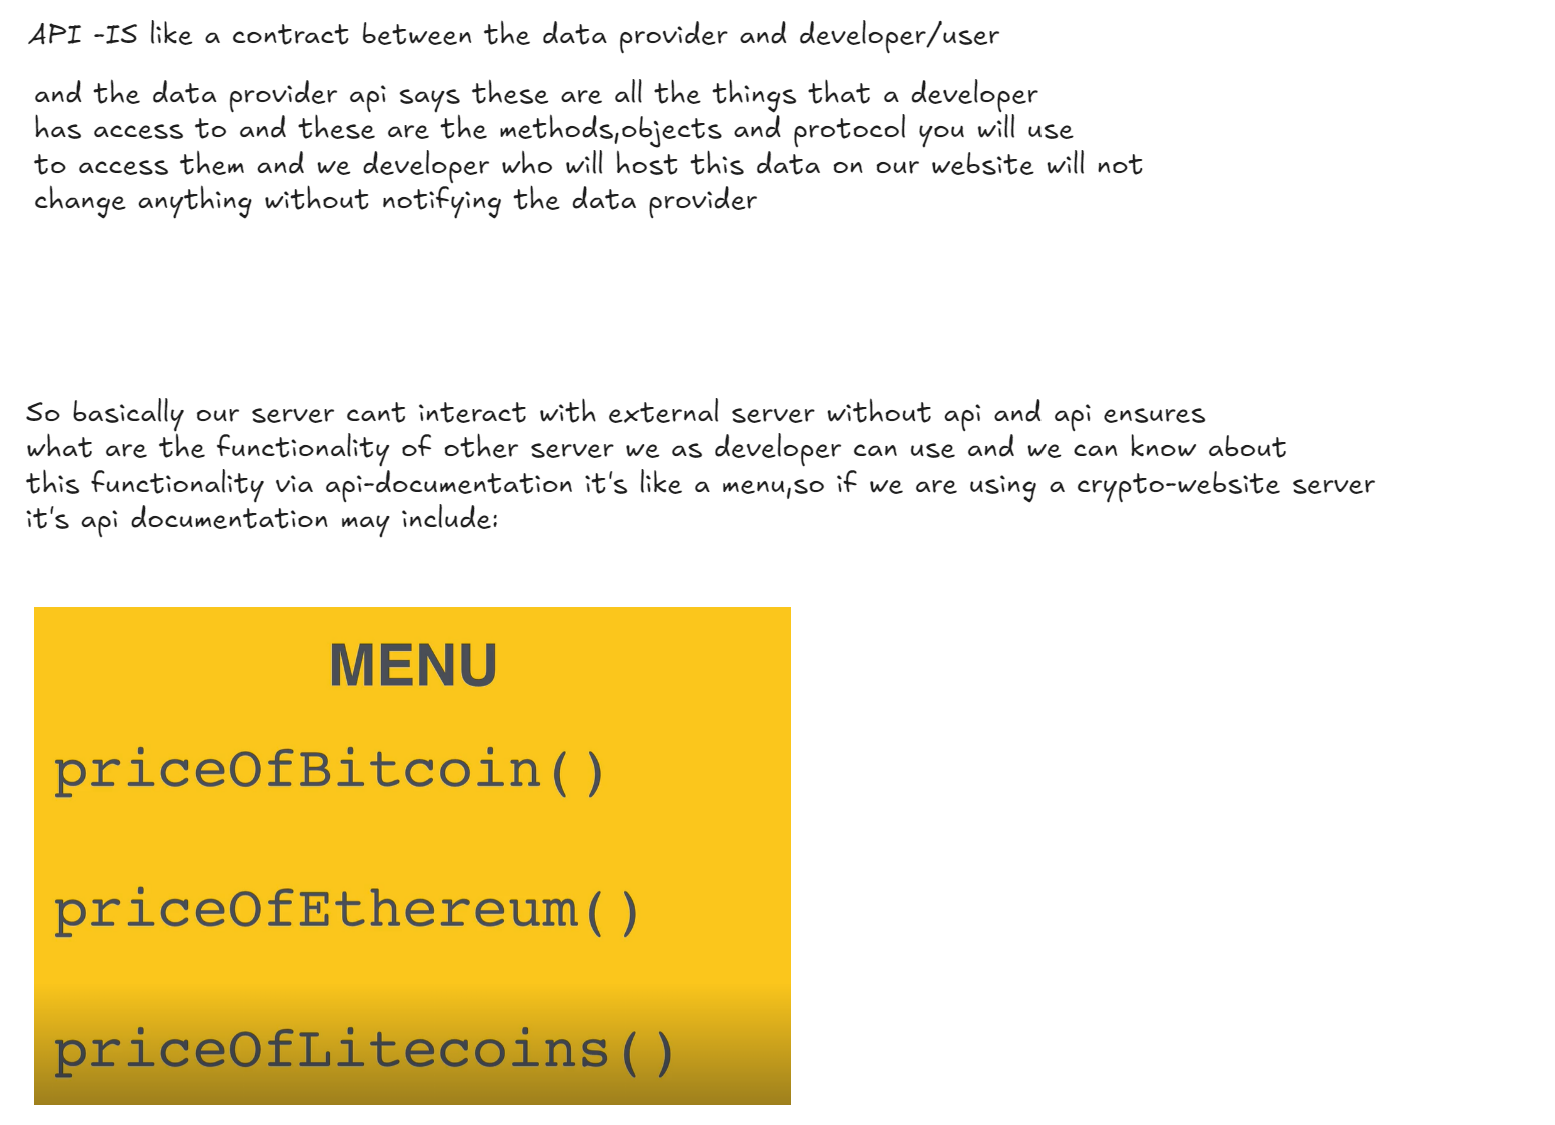 API -IS like a contract between the data provider and developer/user
and the data provider api says these are all the things that a developer
has access to and these are the methods,objects and protocol you will use
to access them and we developer who will host this data on our website will not
change anything without notifying the data provider
So basically our server cant interact with external server without api and api ensures
what are the functionality of other server we as developer can use and we can know about
this functionality via api-documentation it's like a menu,so if we are using a crypto-website server
it's api documentation may include:
MENU
priceOfBitcoin()
priceOfEthereum()
priceOfLitecoins()